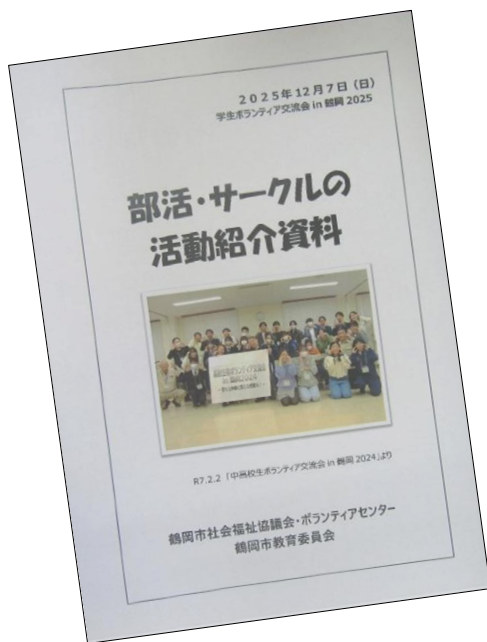 2025年12月7日（日）
学生ボランティア交流会 in 鶴岡 2025
部活・サークルの
活動紹介資料
R7.2.2 「中高校生ボランティア交流会 in 鶴岡 2024」より
鶴岡市社会福祉協議会・ボランティアセンター
鶴岡市教育委員会